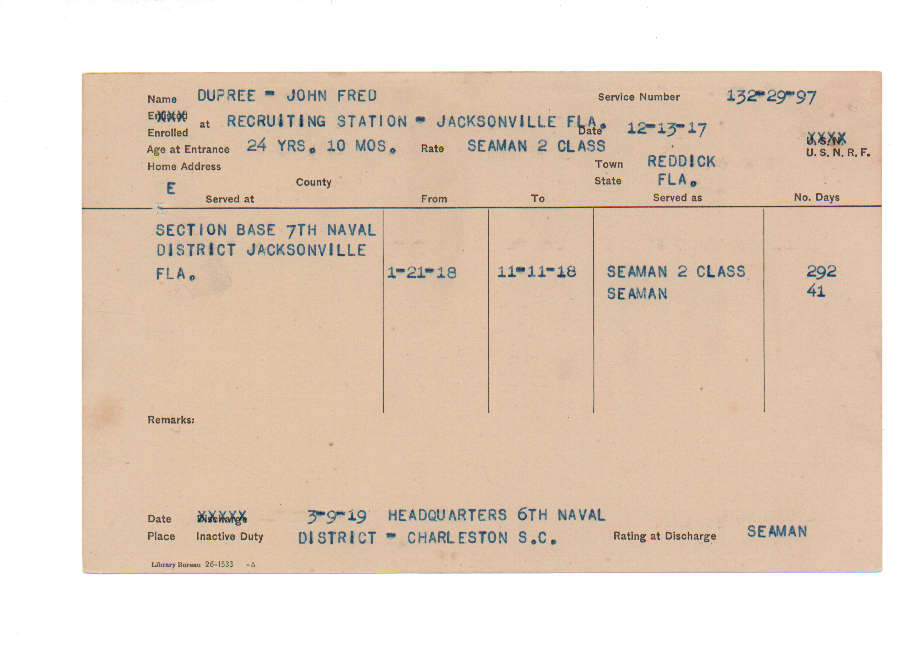 Name DUPREE - JOHN FRED Service Number 132-29-97
Enlisted
Enrolled at RECRUITING STATION - JACKSONVILLE FLA. Date 12-13-17 U.S.N.
Age at Entrance 24 YRS. 10 MOS. Rate SEAMAN 2 CLASS U. S. N. R. F.
Home Address Town REDDICK
E County State FLA.
Served at From To Served as No. Days
SECTION BASE 7TH NAVAL
DISTRICT JACKSONVILLE
FLA. 1-21-18 11-11-18 SEAMAN 2 CLASS 292
SEAMAN 41
Remarks:
Date Discharge 3-9-19 HEADQUARTERS 6TH NAVAL
Place Inactive Duty DISTRICT - CHARLESTON S.C. Rating at Discharge SEAMAN
Library Bureau 26-1533 -A